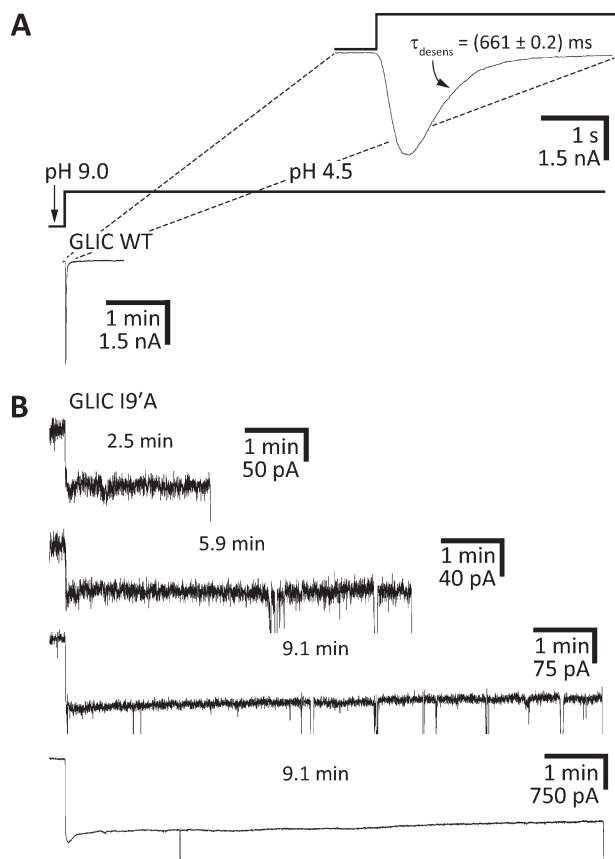 A
τdesens = (661 ± 0.2) ms
1 s
1.5 nA
pH 9.0
pH 4.5
GLIC WT
1 min
1.5 nA
B
GLIC I9′A
2.5 min
1 min
50 pA
5.9 min
1 min
40 pA
9.1 min
1 min
75 pA
9.1 min
1 min
750 pA